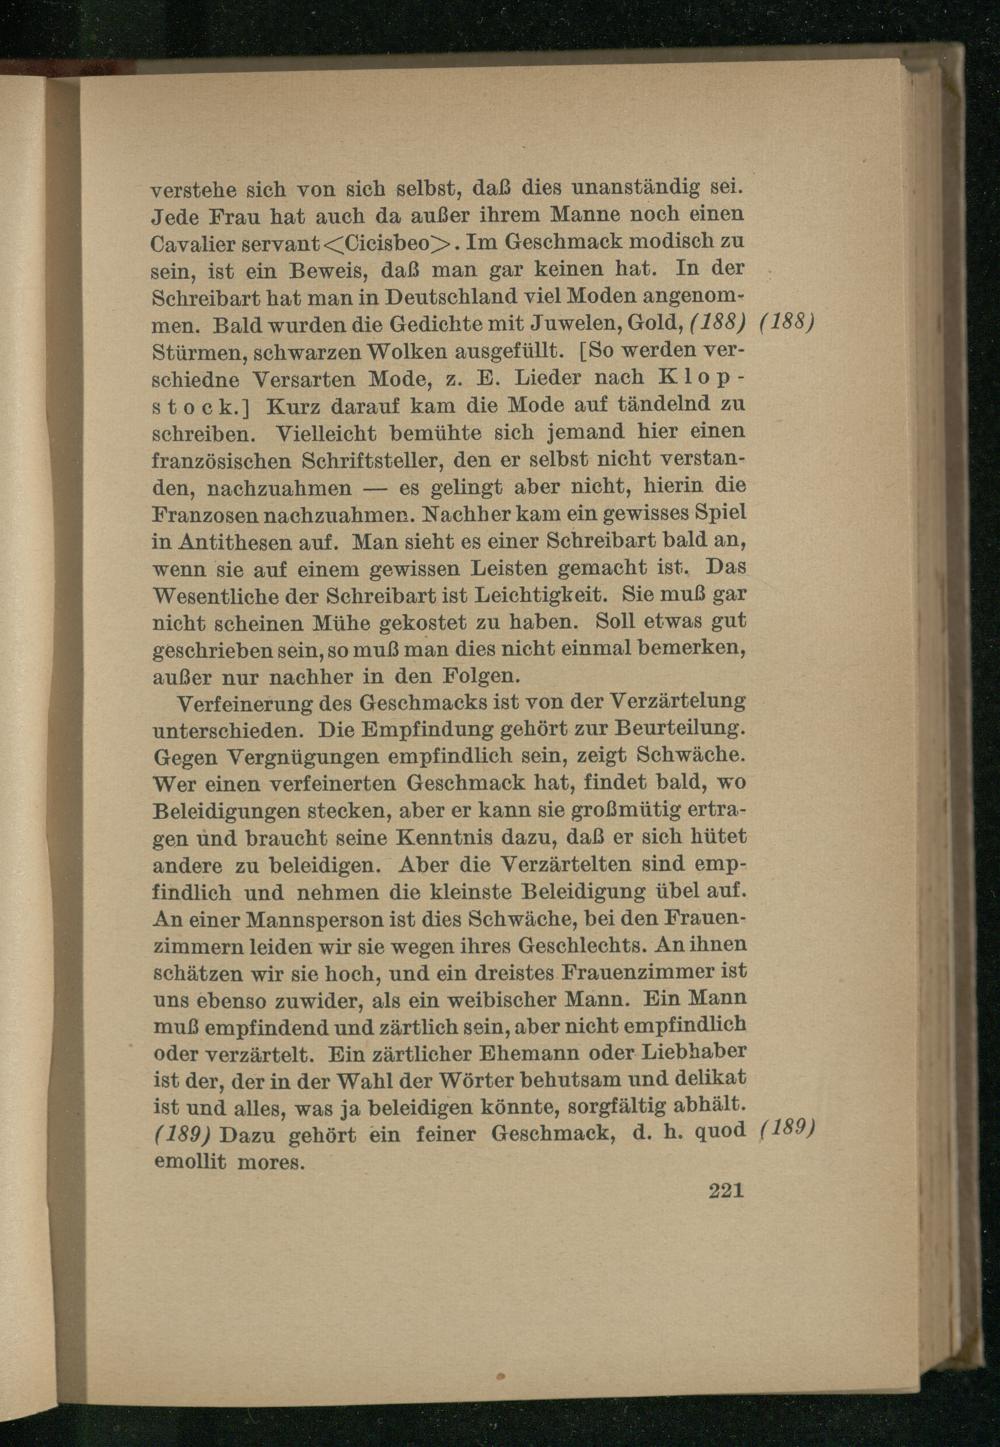 verstehe sich von sich selbst, daß dies unanständig sei.
Jede Frau hat auch da außer ihrem Manne noch einen
Cavalier servant <Cicisbeo>. Im Geschmack modisch zu
sein, ist ein Beweis, daß man gar keinen hat. In der
Schreibart hat man in Deutschland viel Moden angenom-
men. Bald wurden die Gedichte mit Juwelen, Gold, (188) (188)
Stürmen, schwarzen Wolken ausgefüllt. [So werden ver-
schiedne Versarten Mode, z. E. Lieder nach K l o p -
s t o c k.] Kurz darauf kam die Mode auf tändelnd zu
schreiben. Vielleicht bemühte sich jemand hier einen
französischen Schriftsteller, den er selbst nicht verstan-
den, nachzuahmen — es gelingt aber nicht, hierin die
Franzosen nachzuahmen. Nachher kam ein gewisses Spiel
in Antithesen auf. Man sieht es einer Schreibart bald an,
wenn sie auf einem gewissen Leisten gemacht ist. Das
Wesentliche der Schreibart ist Leichtigkeit. Sie muß gar
nicht scheinen Mühe gekostet zu haben. Soll etwas gut
geschrieben sein, so muß man dies nicht einmal bemerken,
außer nur nachher in den Folgen.
Verfeinerung des Geschmacks ist von der Verzärtelung
unterschieden. Die Empfindung gehört zur Beurteilung.
Gegen Vergnügungen empfindlich sein, zeigt Schwäche.
Wer einen verfeinerten Geschmack hat, findet bald, wo
Beleidigungen stecken, aber er kann sie großmütig ertra-
gen und braucht seine Kenntnis dazu, daß er sich hütet
andere zu beleidigen. Aber die Verzärtelten sind emp-
findlich und nehmen die kleinste Beleidigung übel auf.
An einer Mannsperson ist dies Schwäche, bei den Frauen-
zimmern leiden wir sie wegen ihres Geschlechts. An ihnen
schätzen wir sie hoch, und ein dreistes Frauenzimmer ist
uns ebenso zuwider, als ein weibischer Mann. Ein Mann
muß empfindend und zärtlich sein, aber nicht empfindlich
oder verzärtelt. Ein zärtlicher Ehemann oder Liebhaber
ist der, der in der Wahl der Wörter behutsam und delikat
ist und alles, was ja beleidigen könnte, sorgfältig abhält.
(189) Dazu gehört ein feiner Geschmack, d. h. quod (189)
emollit mores.
221